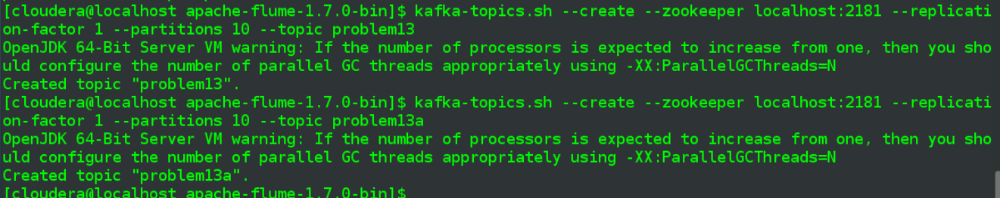 [cloudera@localhost apache-flume-1.7.0-bin]$ kafka-topics.sh --create --zookeeper localhost:2181 --replicati
on-factor 1 --partitions 10 --topic problem13
OpenJDK 64-Bit Server VM warning: If the number of processors is expected to increase from one, then you sho
uld configure the number of parallel GC threads appropriately using -XX:ParallelGCThreads=N
Created topic "problem13".
[cloudera@localhost apache-flume-1.7.0-bin]$ kafka-topics.sh --create --zookeeper localhost:2181 --replicati
on-factor 1 --partitions 10 --topic problem13a
OpenJDK 64-Bit Server VM warning: If the number of processors is expected to increase from one, then you sho
uld configure the number of parallel GC threads appropriately using -XX:ParallelGCThreads=N
Created topic "problem13a".
[cloudera@localhost apache-flume-1.7.0-bin]$